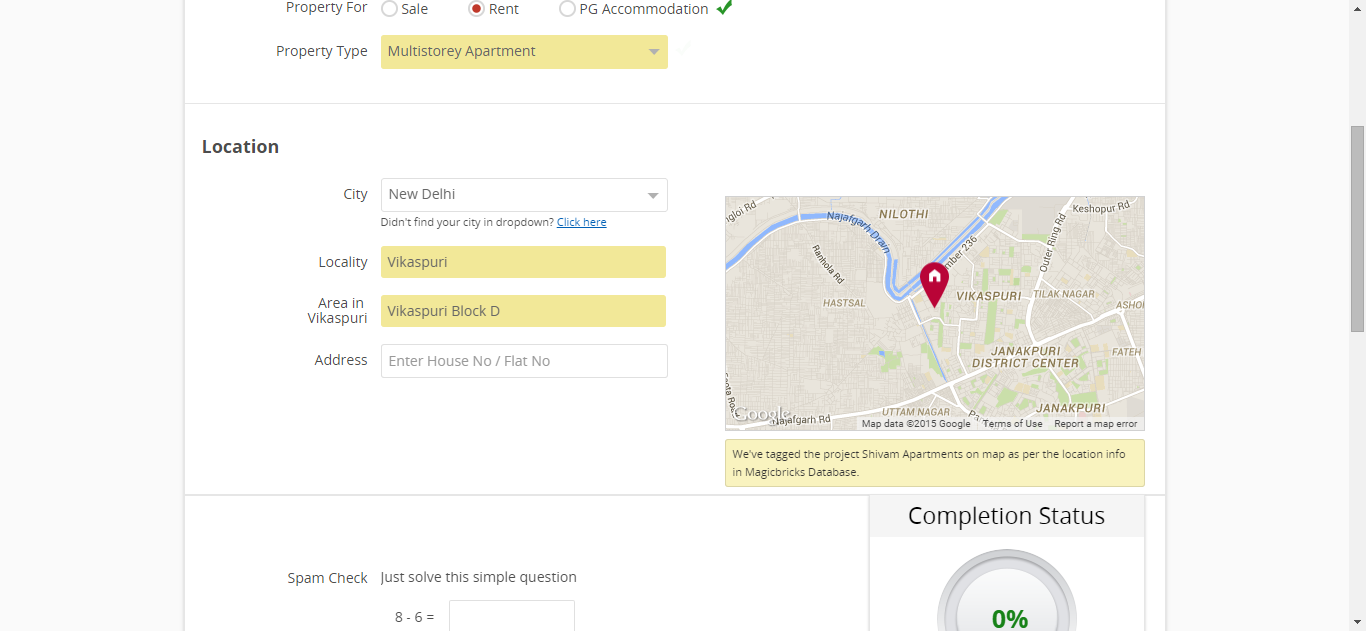 Property For Sale Rent PG Accommodation
Property Type Multistorey Apartment
Location
City New Delhi
Didn't find your city in dropdown? Click here
Locality Vikaspuri
Area in
Vikaspuri
Vikaspuri Block D
Address Enter House No / Flat No
ngloi Rd
Najafgarh Drain
NILOTHI
Keshopur Rd
Outer Ring Rd
Ranhola Rd
mber 236
HASTSAL
VIKASPURI
TILAK NAGAR
ASHO
JANAKPURI
DISTRICT CENTER
FATEH
UTTAM NAGAR
JANAKPURI
Google
Najafgarh Rd
Map data ©2015 Google Terms of Use Report a map error
We've tagged the project Shivam Apartments on map as per the location info
in Magicbricks Database.
Completion Status
0%
Spam Check Just solve this simple question
8 - 6 =